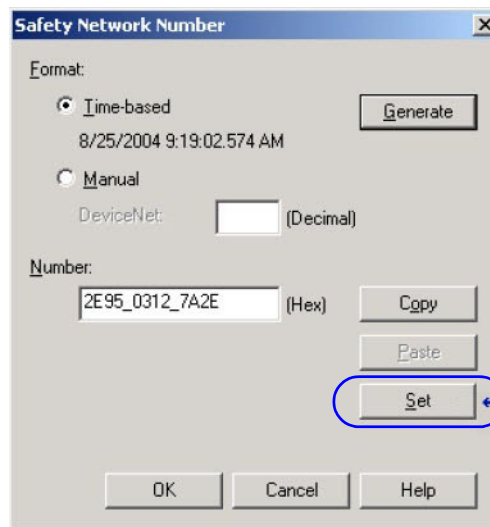 Safety Network Number
Format:
Time-based
Generate
8/25/2004 9:19:02.574 AM
Manual
DeviceNet:
(Decimal)
Number:
2E95_0312_7A2E
(Hex)
Copy
Paste
Set
OK
Cancel
Help